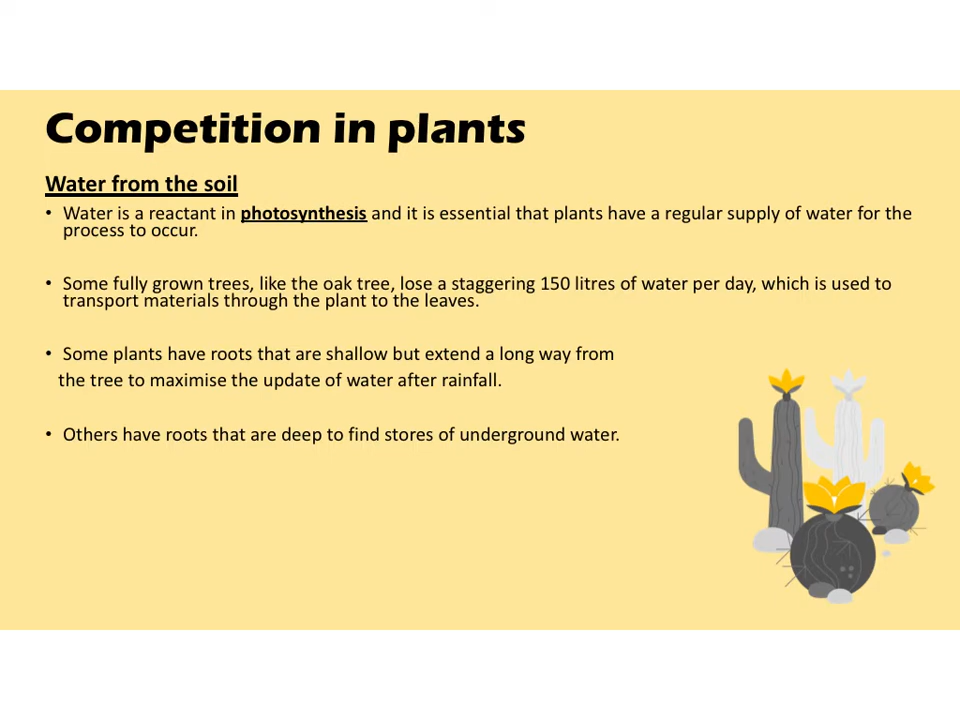 Competition in plants
Water from the soil
• Water is a reactant in photosynthesis and it is essential that plants have a regular supply of water for the
process to occur.
• Some fully grown trees, like the oak tree, lose a staggering 150 litres of water per day, which is used to
transport materials through the plant to the leaves.
• Some plants have roots that are shallow but extend a long way from
the tree to maximise the update of water after rainfall.
• Others have roots that are deep to find stores of underground water.